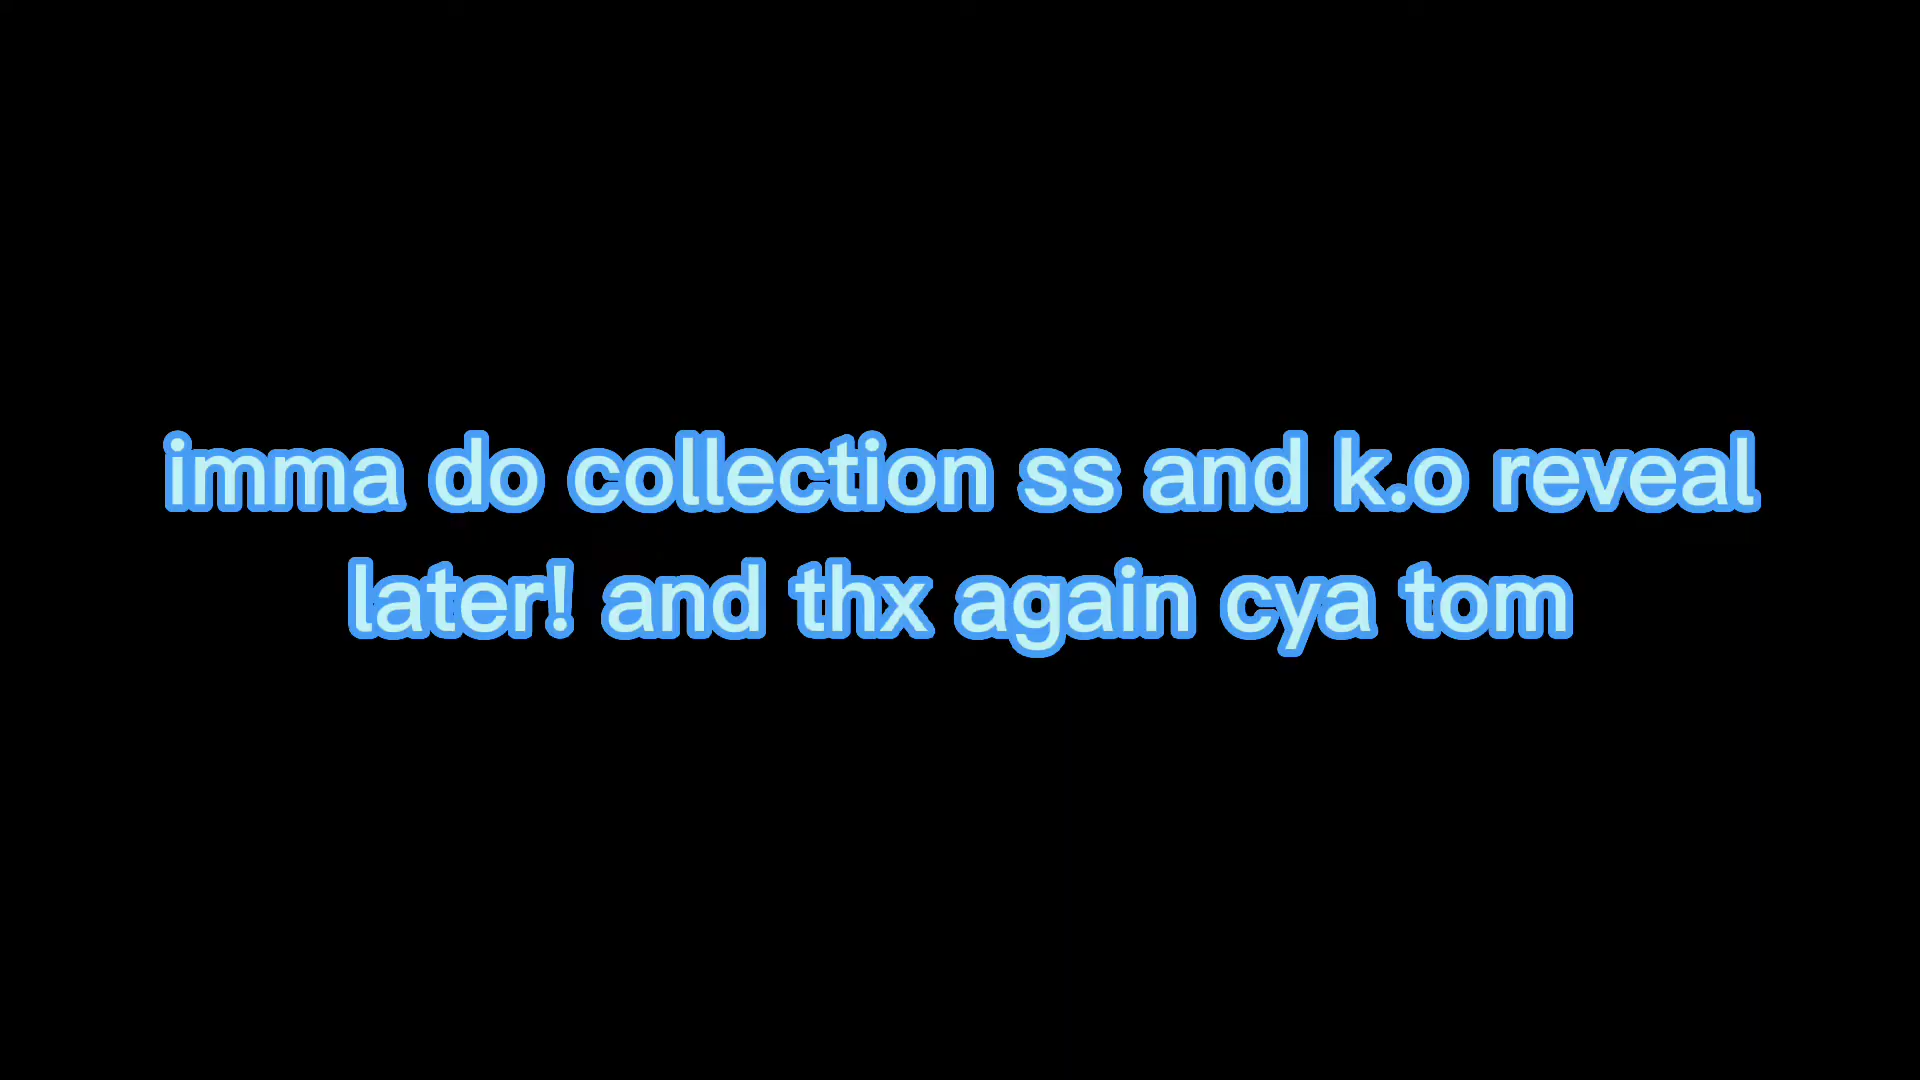 imma do collection ss and k.o reveal
later! and thx again cya tom